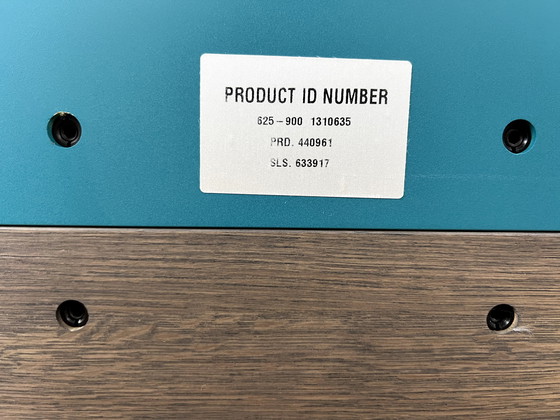 PRODUCT ID NUMBER
625-900 1310635
PRD. 440961
SLS. 633917